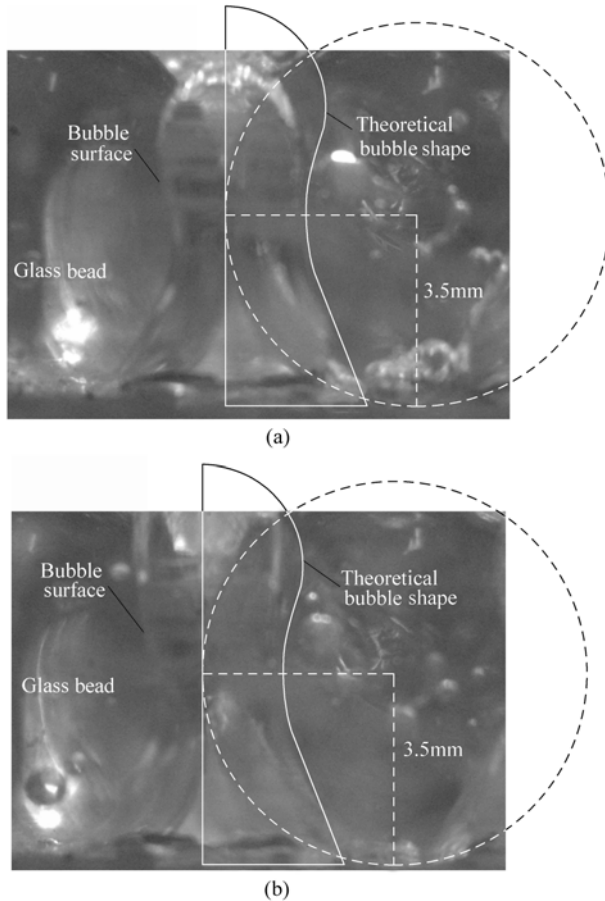 Bubble
surface
Theoretical
bubble shape
Glass bead
3.5mm
(a)
Bubble
surface
Theoretical
bubble shape
Glass bead
3.5mm
(b)